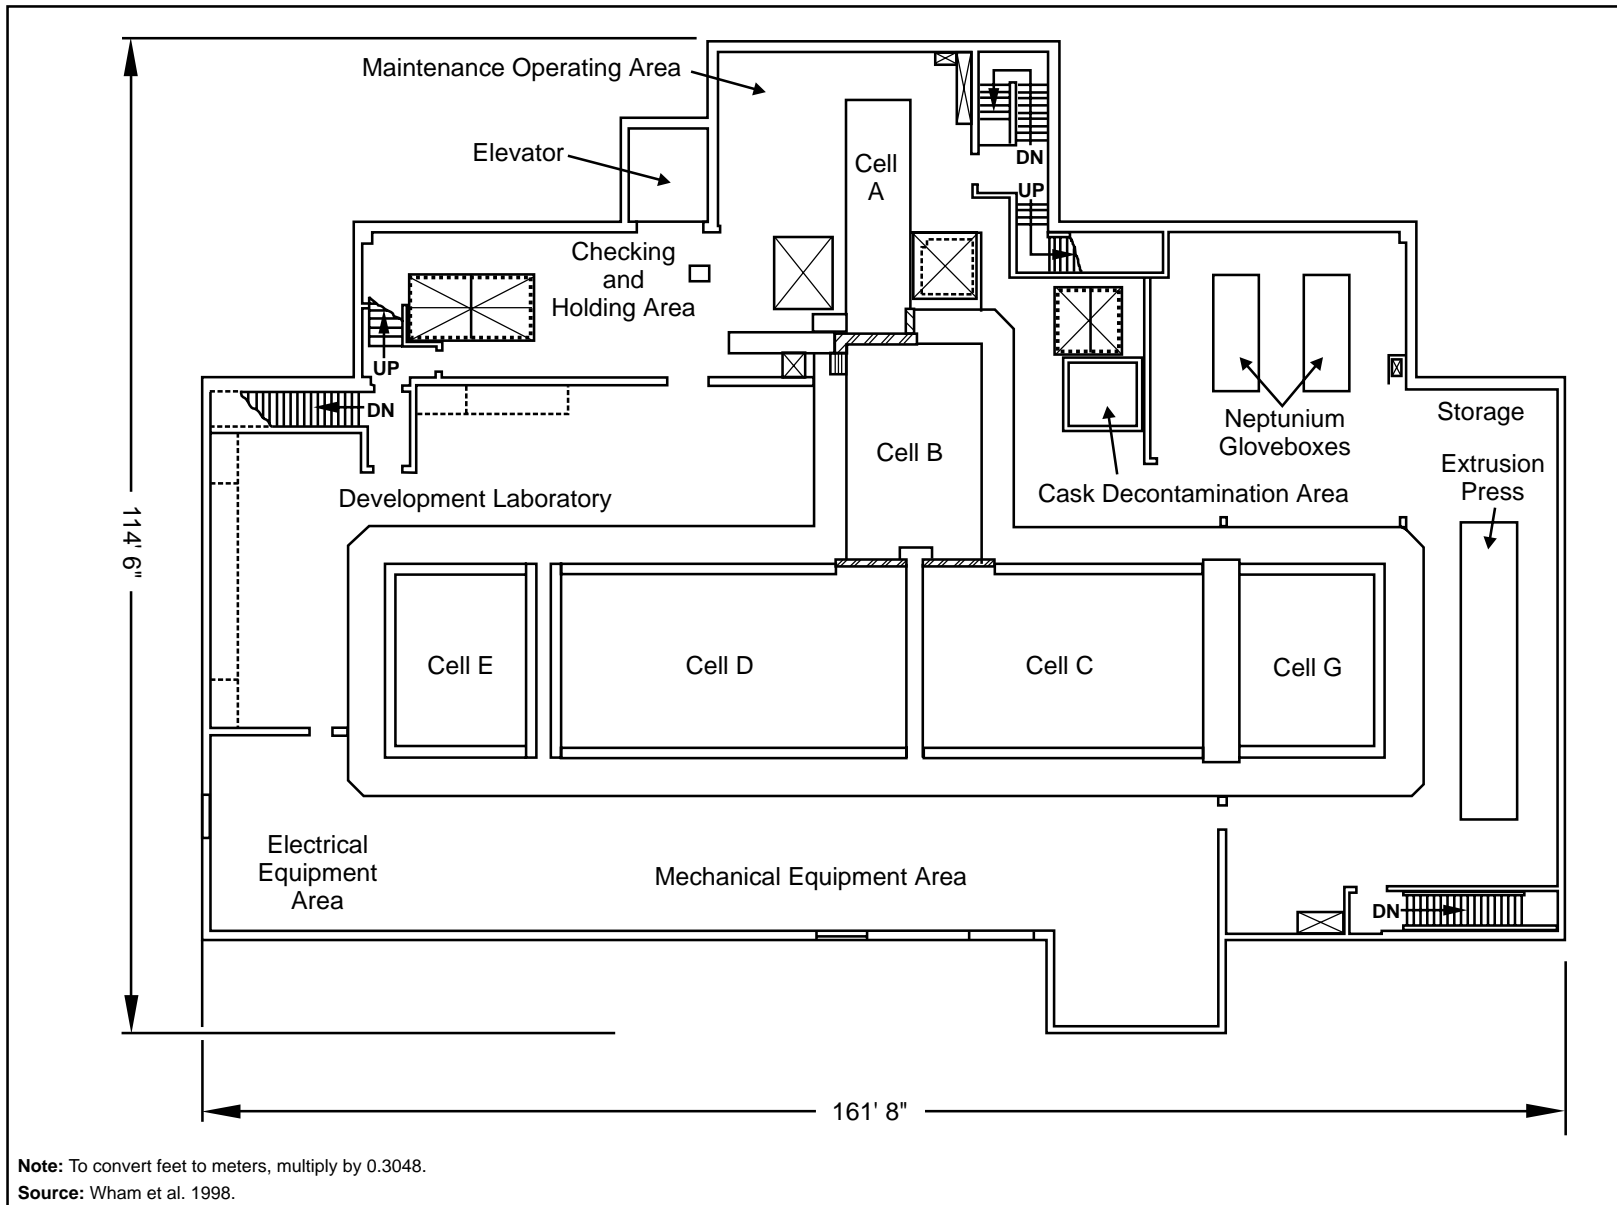 Maintenance Operating Area
Elevator
Cell
A
DN
UP
Checking
and
Holding Area
UP
DN
Storage
Neptunium
Gloveboxes
Cell B
Extrusion
Press
Development Laboratory
Cask Decontamination Area
114' 6"
Cell E
Cell D
Cell C
Cell G
Electrical
Equipment
Area
Mechanical Equipment Area
DN
161' 8"
Note: To convert feet to meters, multiply by 0.3048.
Source: Wham et al. 1998.